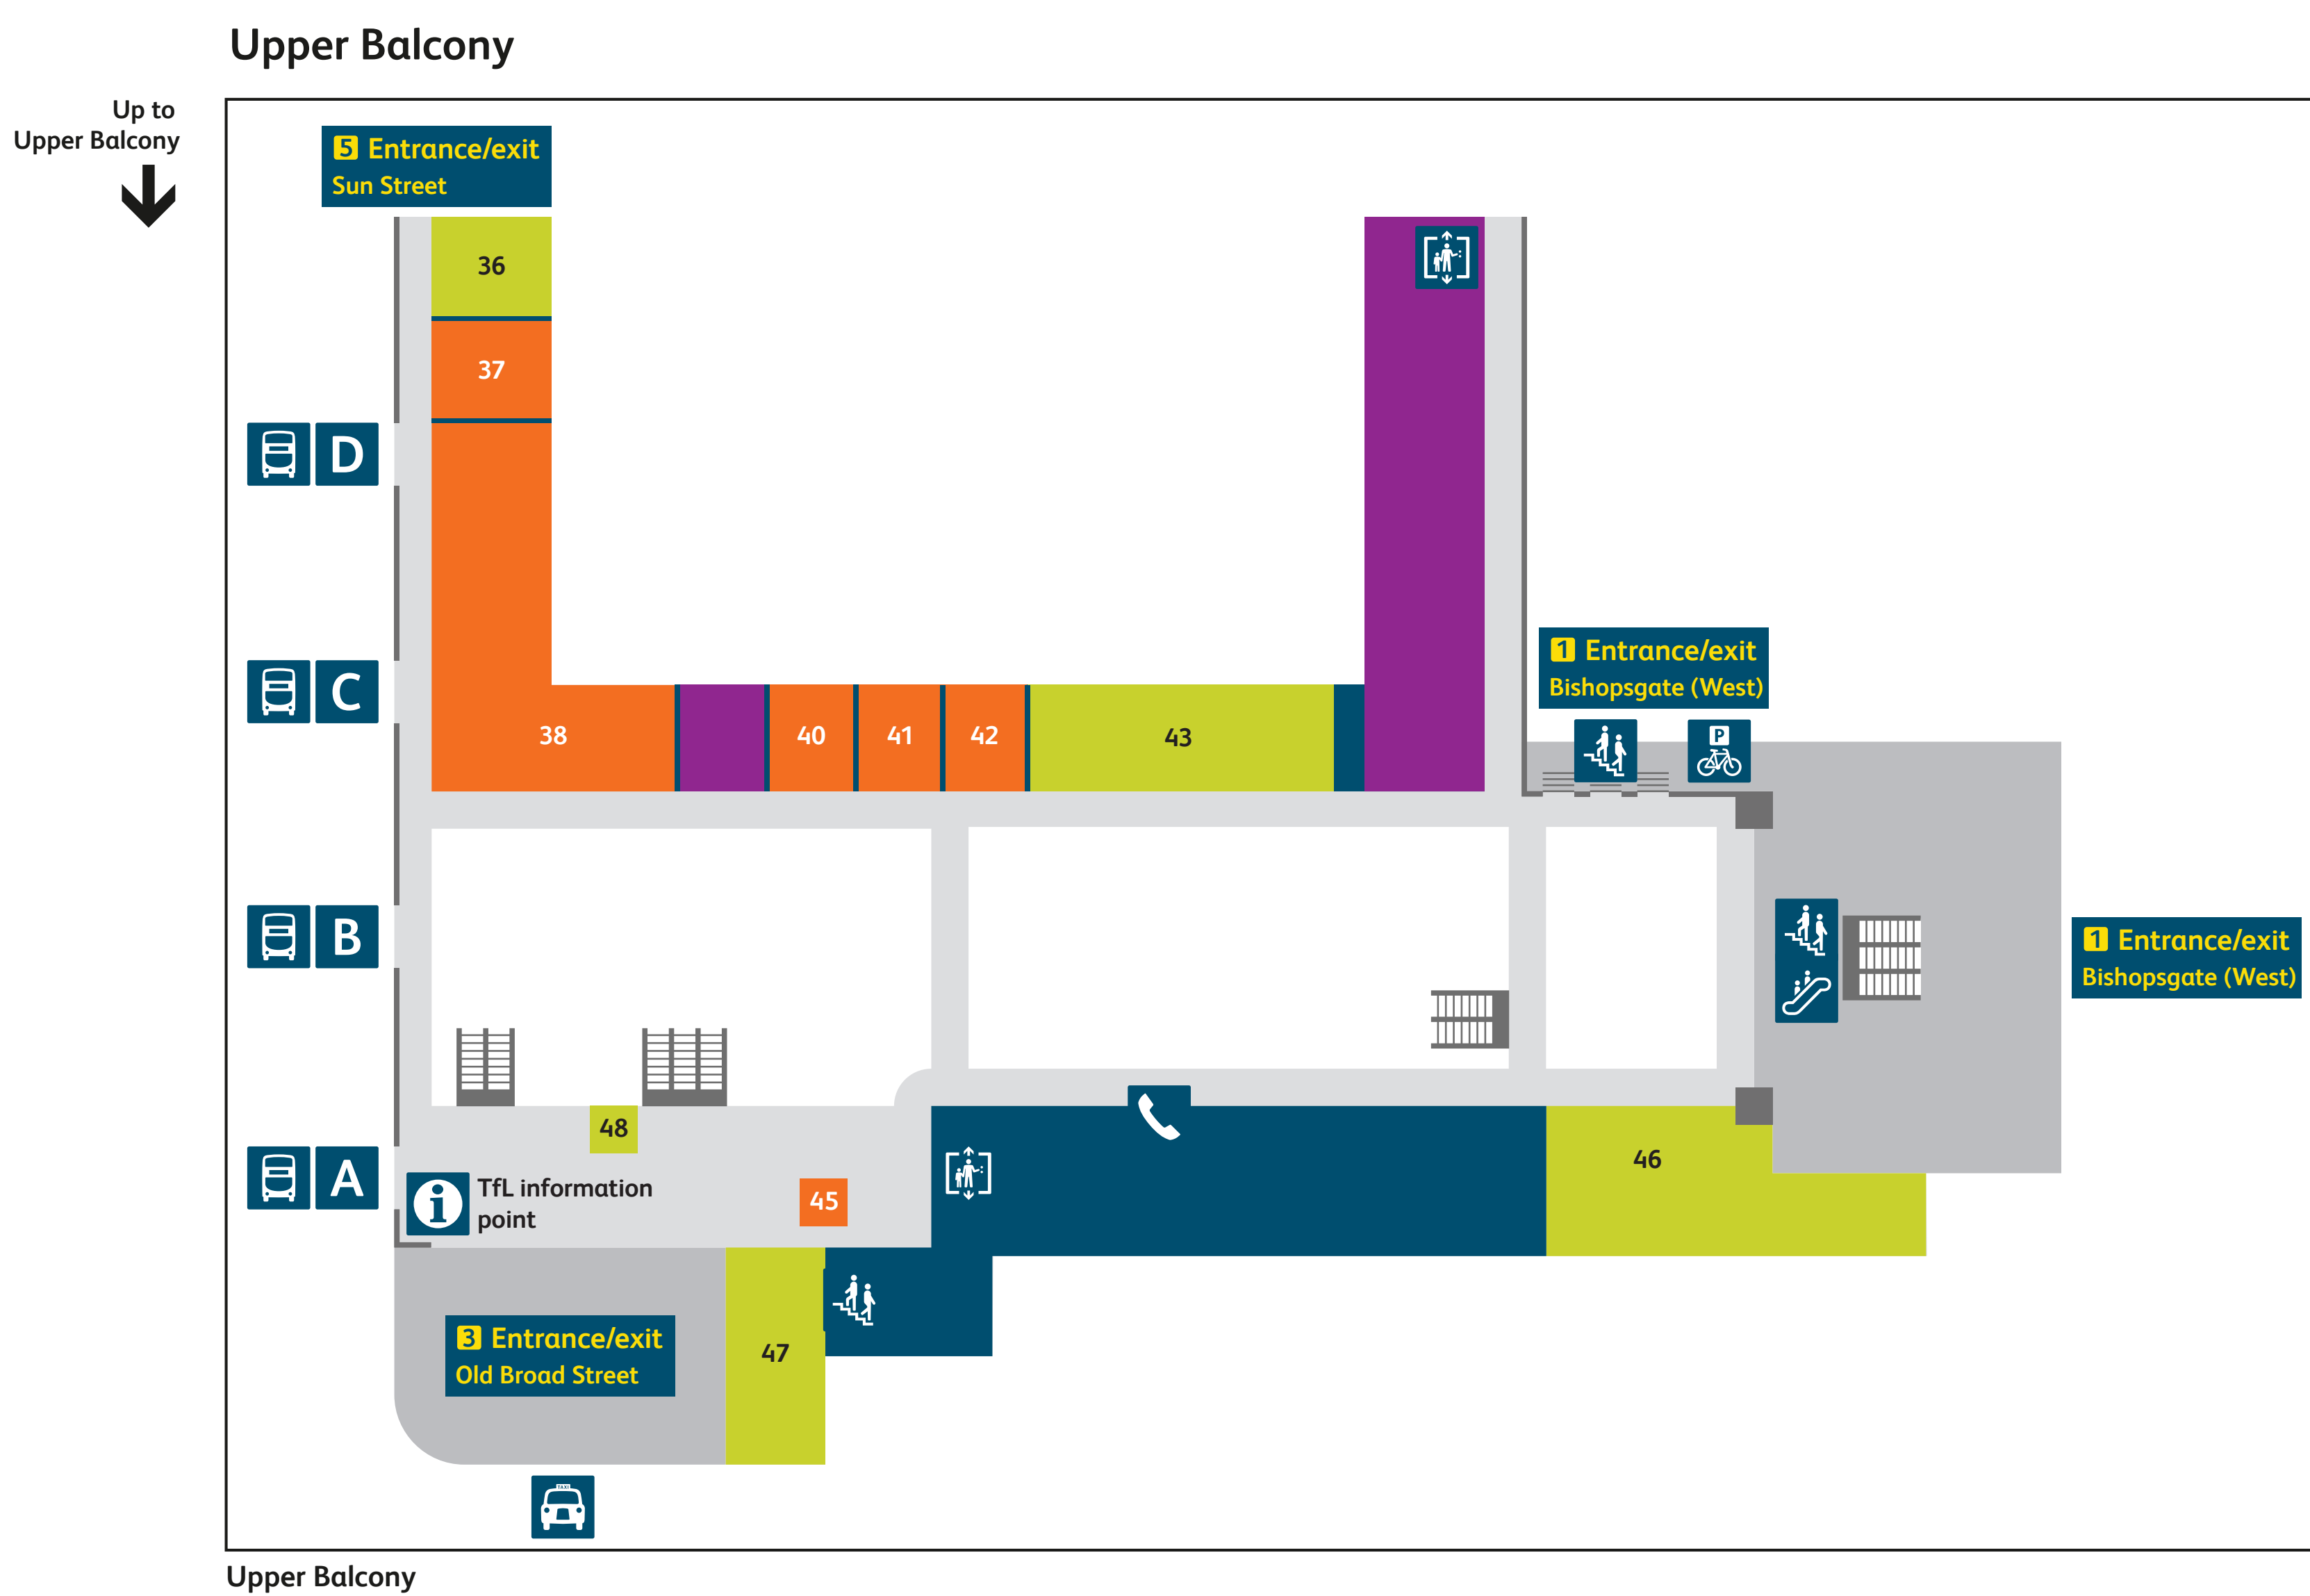 Upper Balcony
Up to
Upper Balcony
5 Entrance/exit
Sun Street
36
37
D
1 Entrance/exit
Bishopsgate (West)
C
38
40
41
42
43
P
B
1 Entrance/exit
Bishopsgate (West)
48
46
A
i
TfL information
point
45
3 Entrance/exit
Old Broad Street
47
TAXI
Upper Balcony